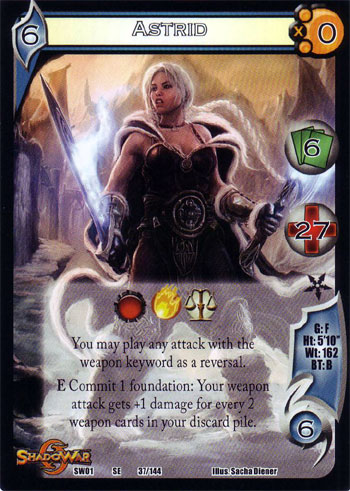 6
ASTRID
X 0
6
27
G: F
Ht: 5'10"
Wt: 162
BT: B
You may play any attack with the
weapon keyword as a reversal.
E Commit 1 foundation: Your weapon
attack gets +1 damage for every 2
weapon cards in your discard pile.
6
SHADOWAR
SW01 SE 37/144 Illus. Sacha Diener